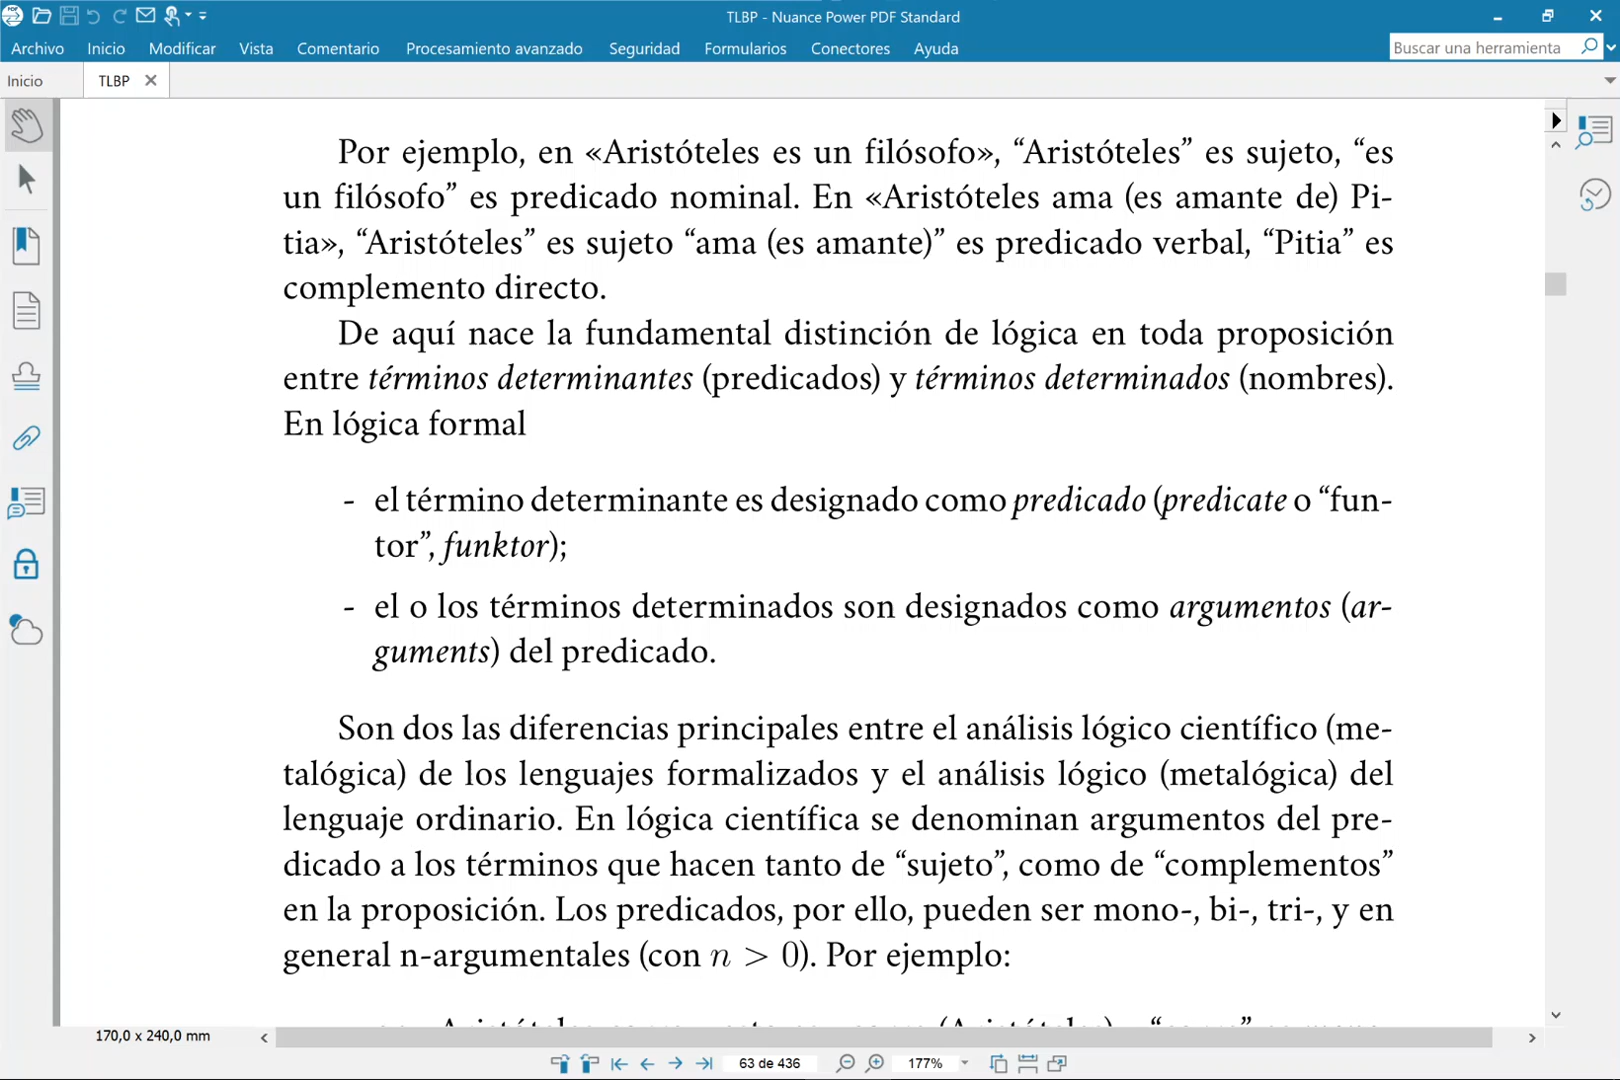 TLBP - Nuance Power PDF Standard
Archivo Inicio Modificar Vista Comentario Procesamiento avanzado Seguridad Formularios Conectores Ayuda
Buscar una herramienta
Inicio TLBP
Por ejemplo, en «Aristóteles es un filósofo», “Aristóteles” es sujeto, “es
un filósofo” es predicado nominal. En «Aristóteles ama (es amante de) Pi-
tia», “Aristóteles” es sujeto “ama (es amante)” es predicado verbal, “Pitia” es
complemento directo.
De aquí nace la fundamental distinción de lógica en toda proposición
entre términos determinantes (predicados) y términos determinados (nombres).
En lógica formal
- el término determinante es designado como predicado (predicate o “fun-
tor”, funktor);
- el o los términos determinados son designados como argumentos (ar-
guments) del predicado.
Son dos las diferencias principales entre el análisis lógico científico (me-
talógica) de los lenguajes formalizados y el análisis lógico (metalógica) del
lenguaje ordinario. En lógica científica se denominan argumentos del pre-
dicado a los términos que hacen tanto de “sujeto”, como de “complementos”
en la proposición. Los predicados, por ello, pueden ser mono-, bi-, tri-, y en
general n-argumentales (con n > 0). Por ejemplo:
170,0 x 240,0 mm
63 de 436
177%